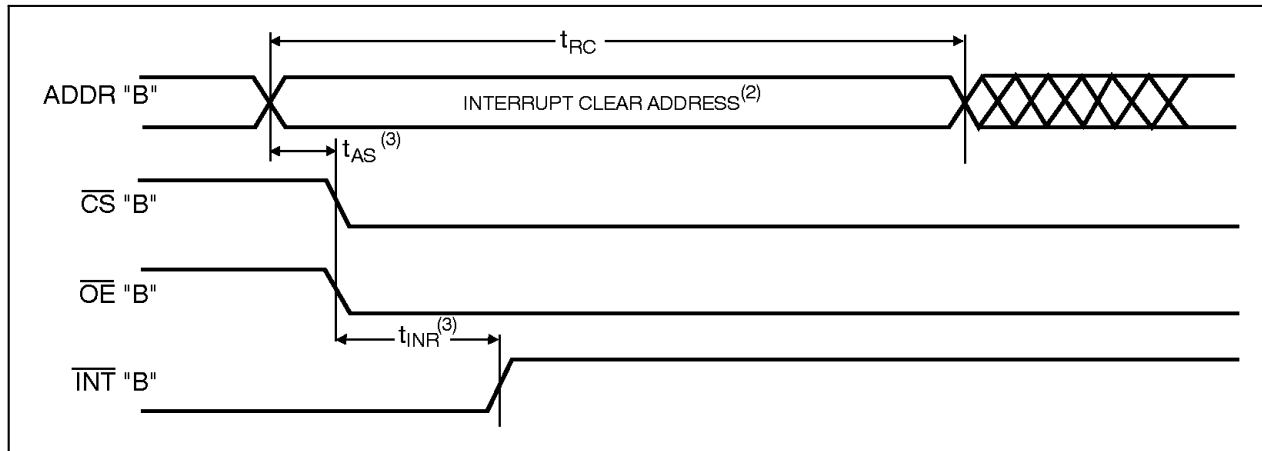 tRC
ADDR "B"
INTERRUPT CLEAR ADDRESS(2)
tAS (3)
CS "B"
OE "B"
tINR(3)
INT "B"